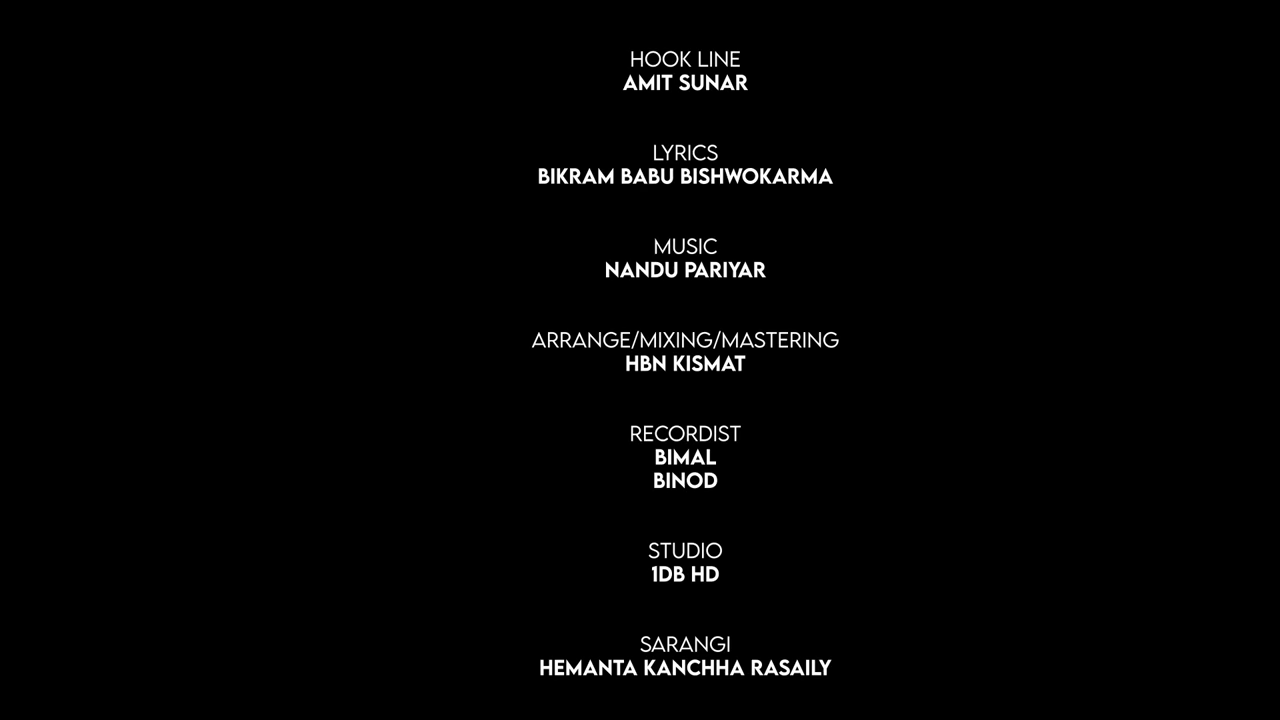 HOOK LINE
AMIT SUNAR
LYRICS
BIKRAM BABU BISHWOKARMA
MUSIC
NANDU PARIYAR
ARRANGE/MIXING/MASTERING
HBN KISMAT
RECORDIST
BIMAL
BINOD
STUDIO
1DB HD
SARANGI
HEMANTA KANCHHA RASAILY